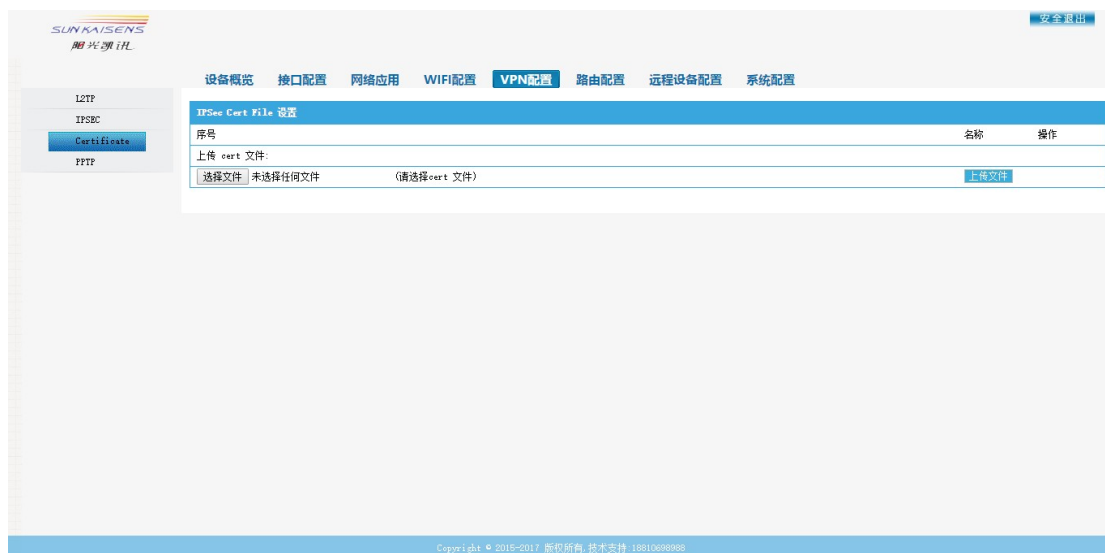 SUNKAISENS
阳光凯讯
安全退出
设备概览 接口配置 网络应用 WIFI配置 VPN配置 路由配置 远程设备配置 系统配置
L2TP
IPSEC
Certificate
PPTP
IPSec Cert File 设置
序号 名称 操作
上传 cert 文件:
选择文件 未选择任何文件 (请选择cert 文件) 上传文件
Copyright © 2015-2017 版权所有,技术支持:18810698988